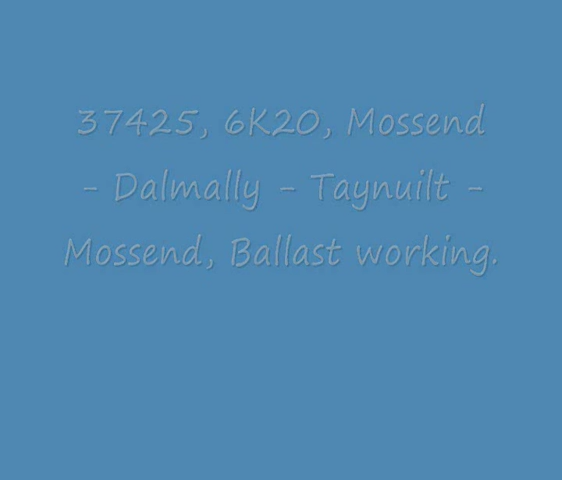 37425, 6K20, Mossend
- Dalmally - Taynuilt -
Mossend, Ballast working.